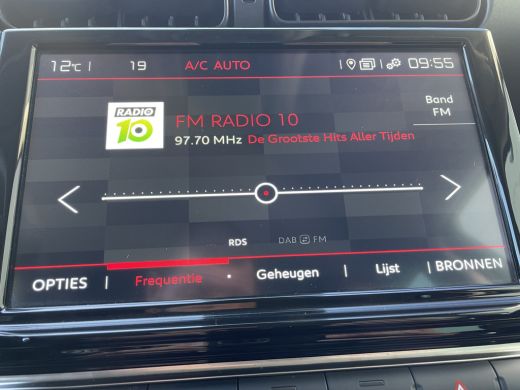 12°C 19 A/C AUTO 09:55
RADIO
10
FM RADIO 10
97.70 MHz De Grootste Hits Aller Tijden
Band
FM
RDS DAB FM
OPTIES Frequentie Geheugen Lijst BRONNEN